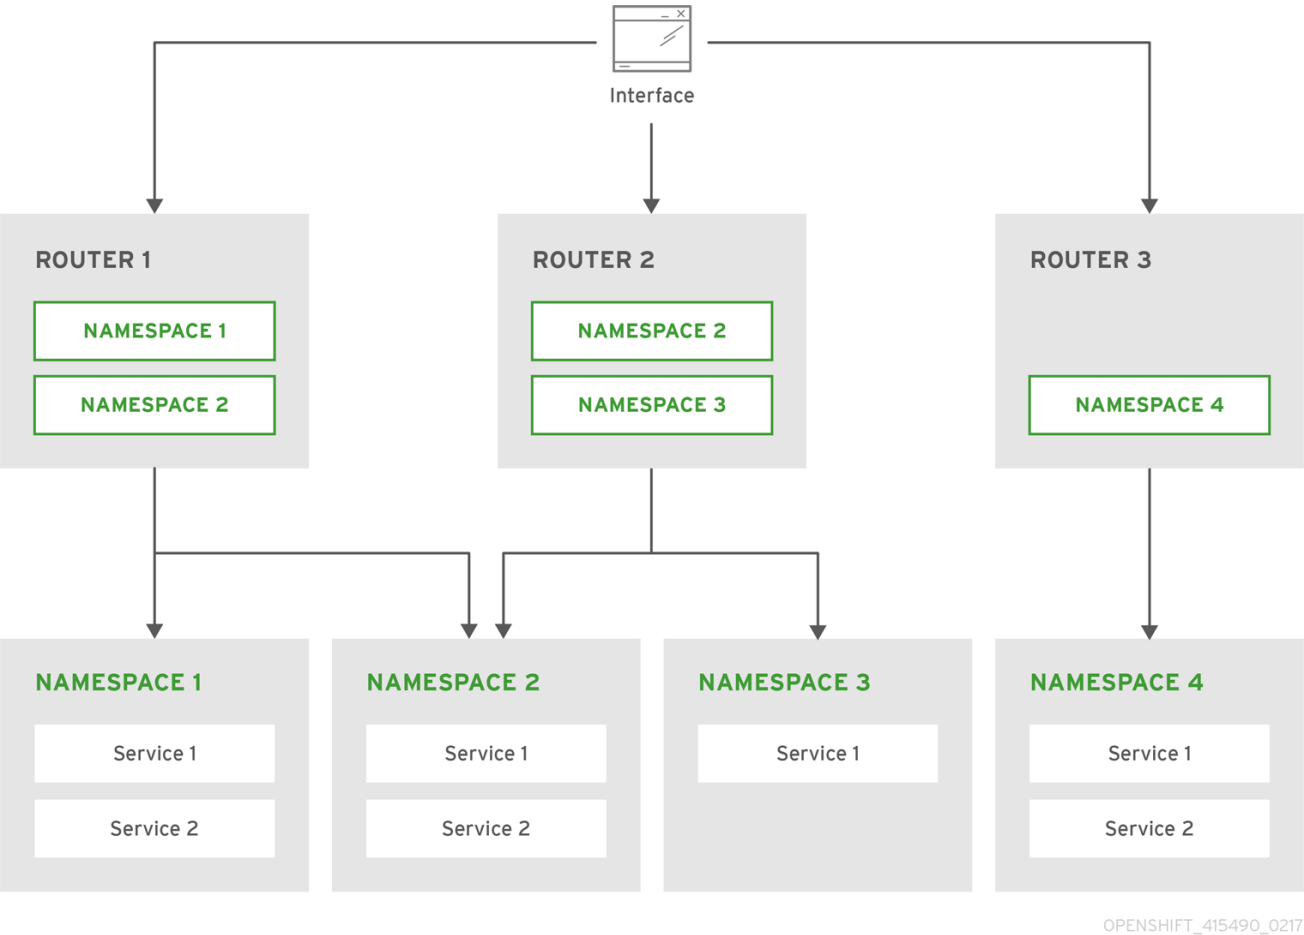 Interface
ROUTER 1
NAMESPACE 1
NAMESPACE 2
ROUTER 2
NAMESPACE 2
NAMESPACE 3
ROUTER 3
NAMESPACE 4
NAMESPACE 1
Service 1
Service 2
NAMESPACE 2
Service 1
Service 2
NAMESPACE 3
Service 1
NAMESPACE 4
Service 1
Service 2
OPENSHIFT_415490_0217